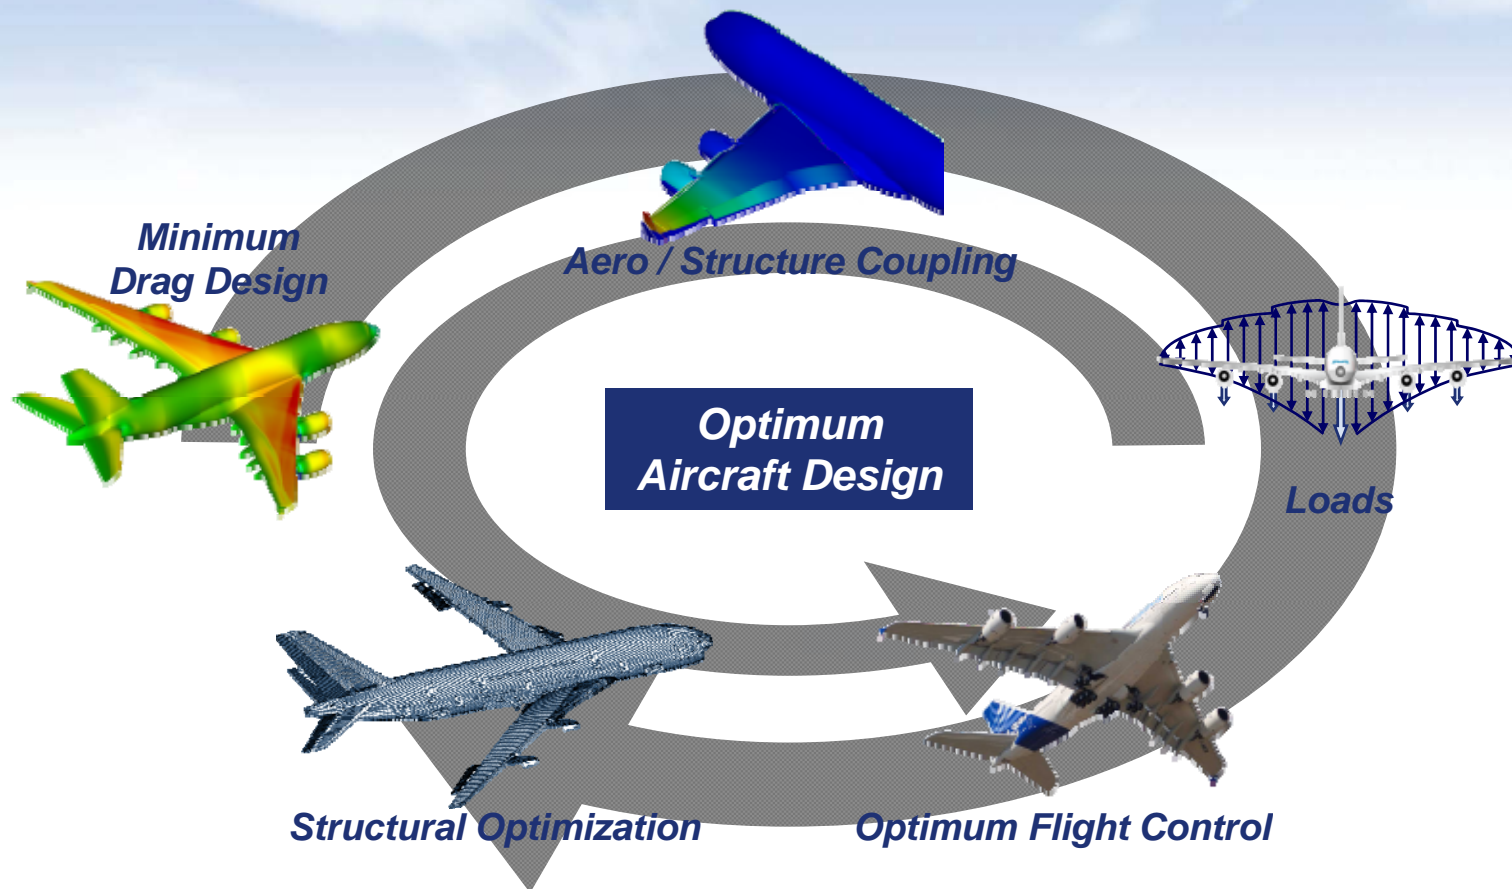 Minimum
Drag Design
Aero / Structure Coupling
Optimum
Aircraft Design
Loads
Structural Optimization
Optimum Flight Control